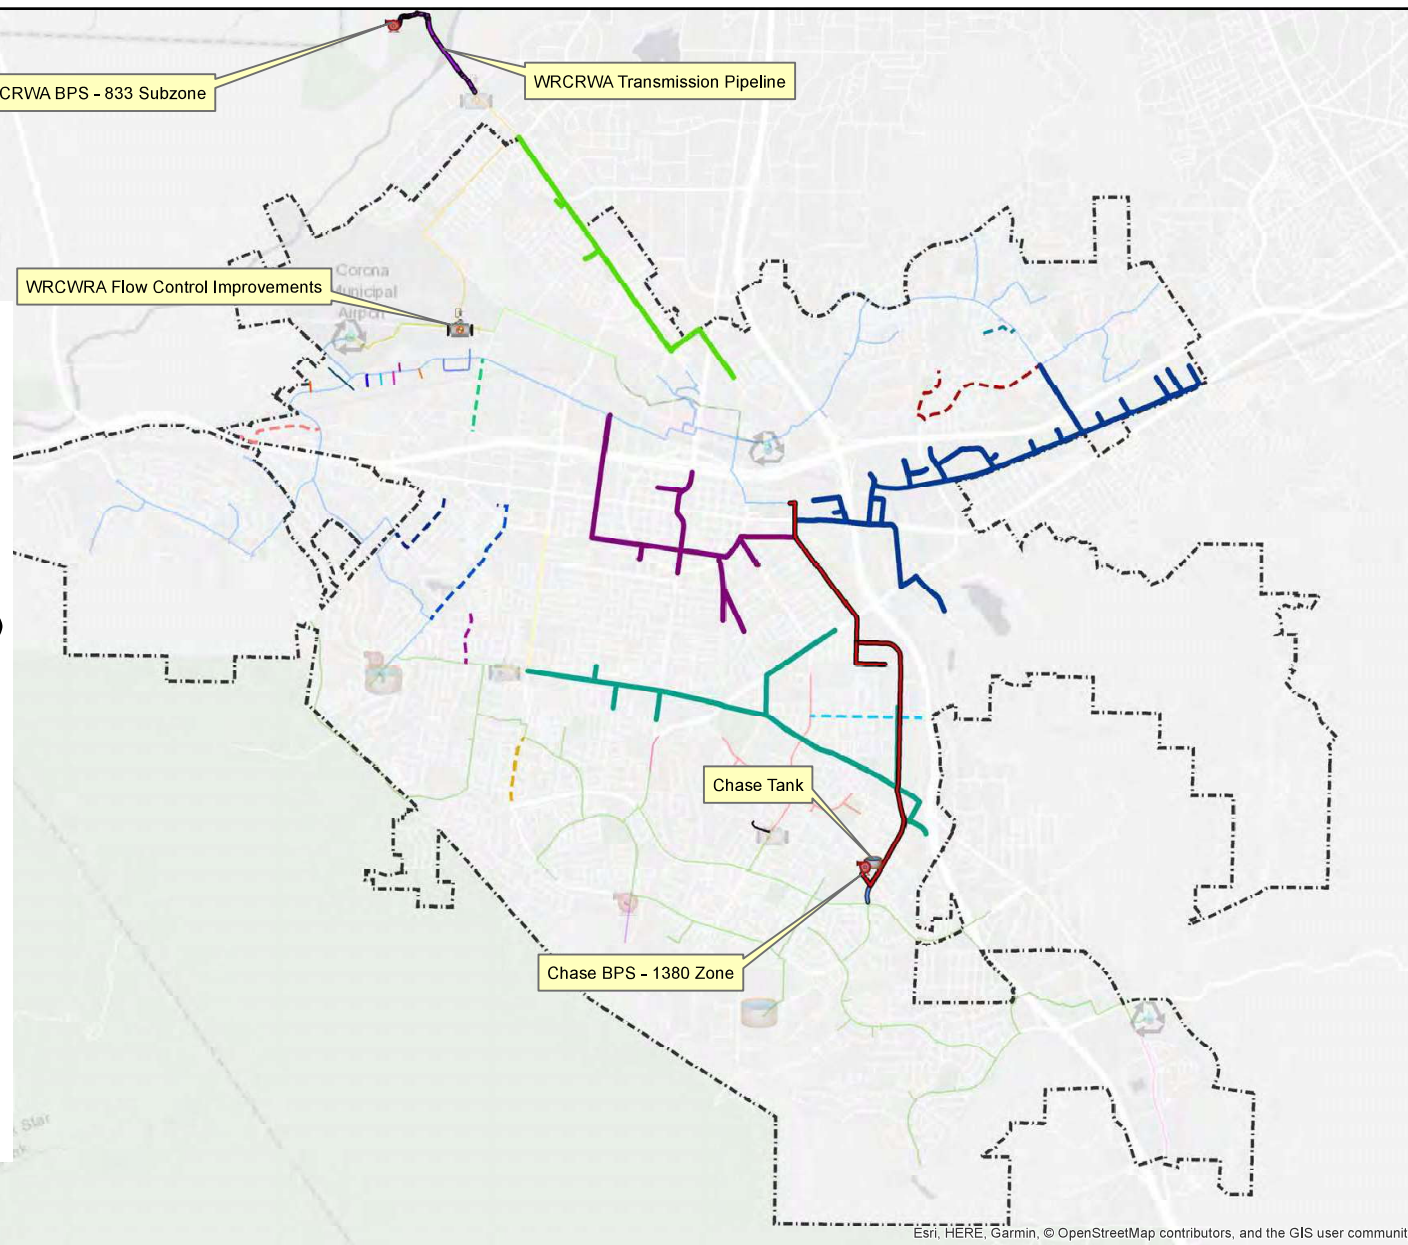 CRWA BPS - 833 Subzone
WRCRWA Transmission Pipeline
WRCWRA Flow Control Improvements
Corona
Municipal
Airport
)
Chase Tank
Chase BPS - 1380 Zone
Star
Esri, HERE, Garmin, © OpenStreetMap contributors, and the GIS user communit